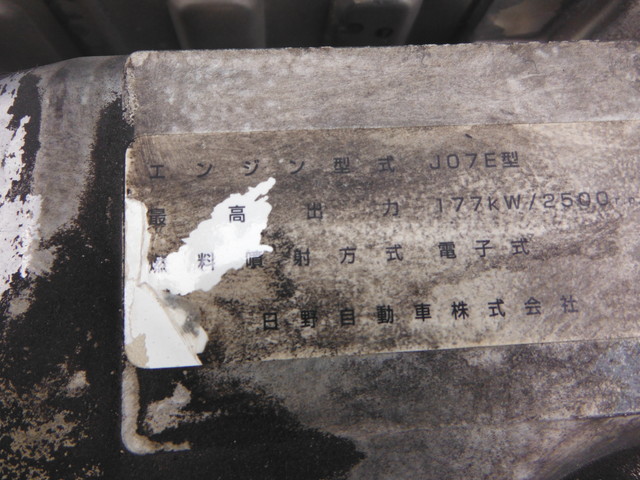 エンジン型式 J07E型
最高出力 177KW/2500
燃料噴射方式 電子式
日野自動車株式会社